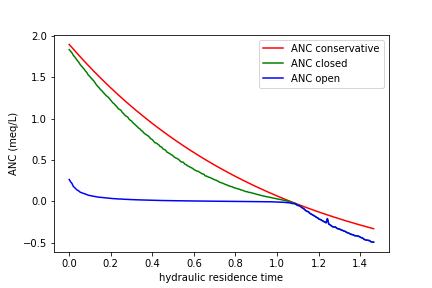 ANC conservative
ANC closed
ANC open
ANC (meq/L)
2.0
1.5
1.0
0.5
0.0
−0.5
0.0 0.2 0.4 0.6 0.8 1.0 1.2 1.4
hydraulic residence time